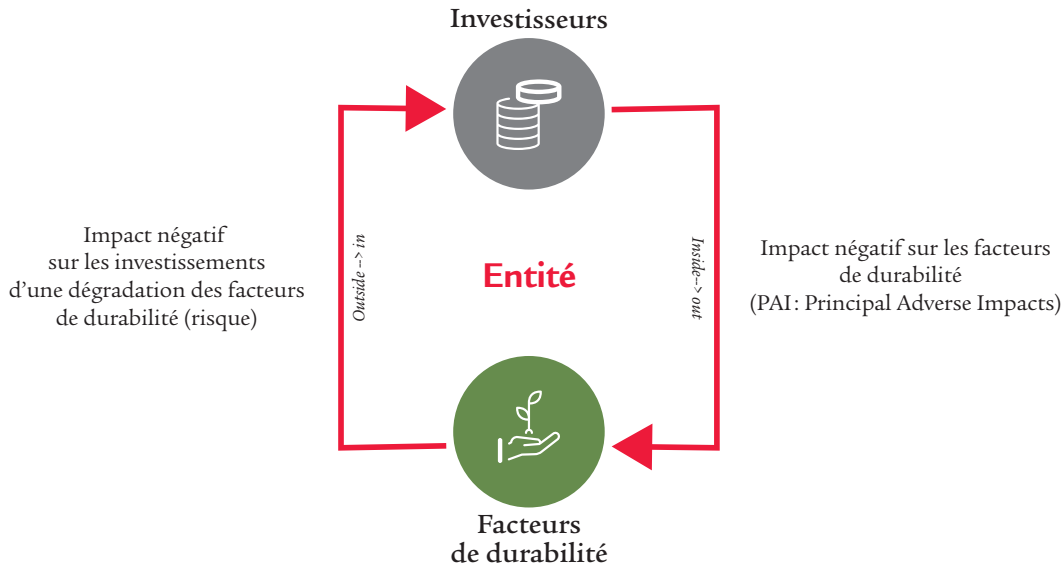 Investisseurs
Impact négatif
sur les investissements
d’une dégradation des facteurs
de durabilité (risque)
Outside --> in
Entité
Inside--> out
Impact négatif sur les facteurs
de durabilité
(PAI : Principal Adverse Impacts)
Facteurs
de durabilité